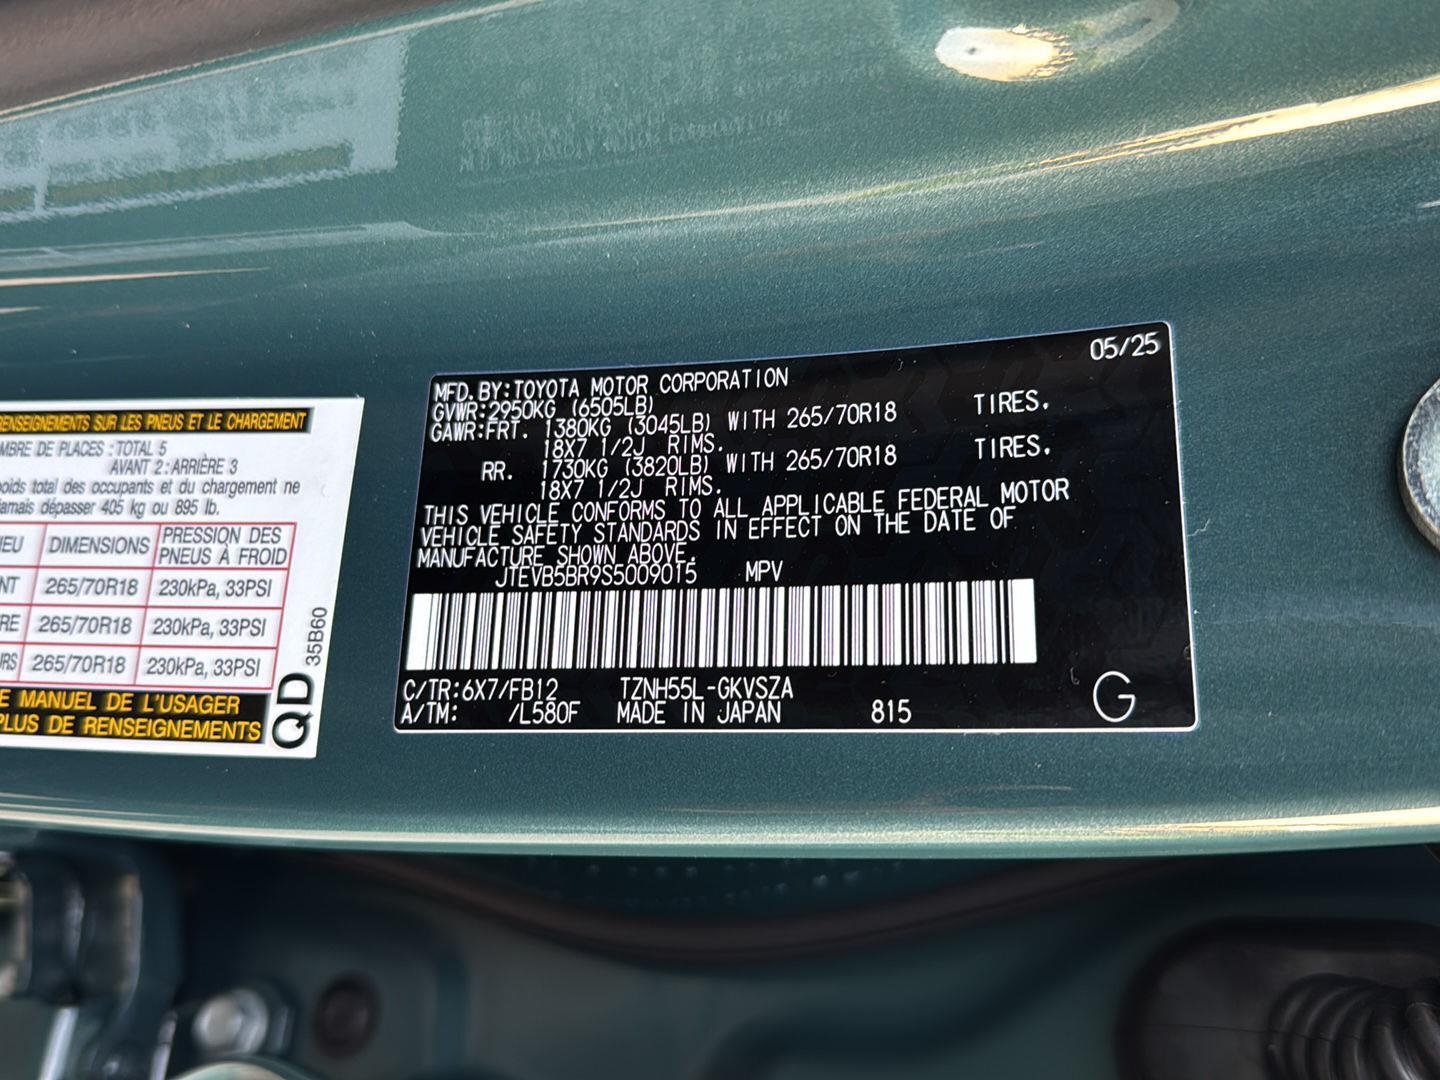 RENSEIGNEMENTS SUR LES PNEUS ET LE CHARGEMENT
MBRE DE PLACES : TOTAL 5
AVANT 2 : ARRIÈRE 3
poids total des occupants et du chargement ne
jamais dépasser 405 kg ou 895 lb.
IEU DIMENSIONS PRESSION DES PNEUS À FROID
NT 265/70R18 230kPa, 33PSI
RE 265/70R18 230kPa, 33PSI
URS 265/70R18 230kPa, 33PSI
E MANUEL DE L'USAGER
PLUS DE RENSEIGNEMENTS
QD 35B60
05/25
MFD.BY:TOYOTA MOTOR CORPORATION
GVWR:2950KG (6505LB)
GAWR:FRT. 1380KG (3045LB) WITH 265/70R18 TIRES.
18X7 1/2J RIMS.
RR. 1730KG (3820LB) WITH 265/70R18 TIRES.
18X7 1/2J RIMS.
THIS VEHICLE CONFORMS TO ALL APPLICABLE FEDERAL MOTOR
VEHICLE SAFETY STANDARDS IN EFFECT ON THE DATE OF
MANUFACTURE SHOWN ABOVE.
JTEVB5BR9S5009015 MPV
C/TR:6X7/FB12 TZNH55L-GKVSZA
A/TM: /L580F MADE IN JAPAN 815
G